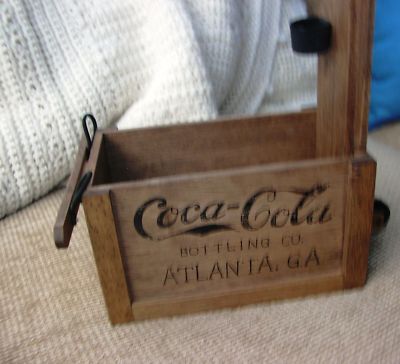 Coca-Cola
BOTTLING CO.
ATLANTA, GA